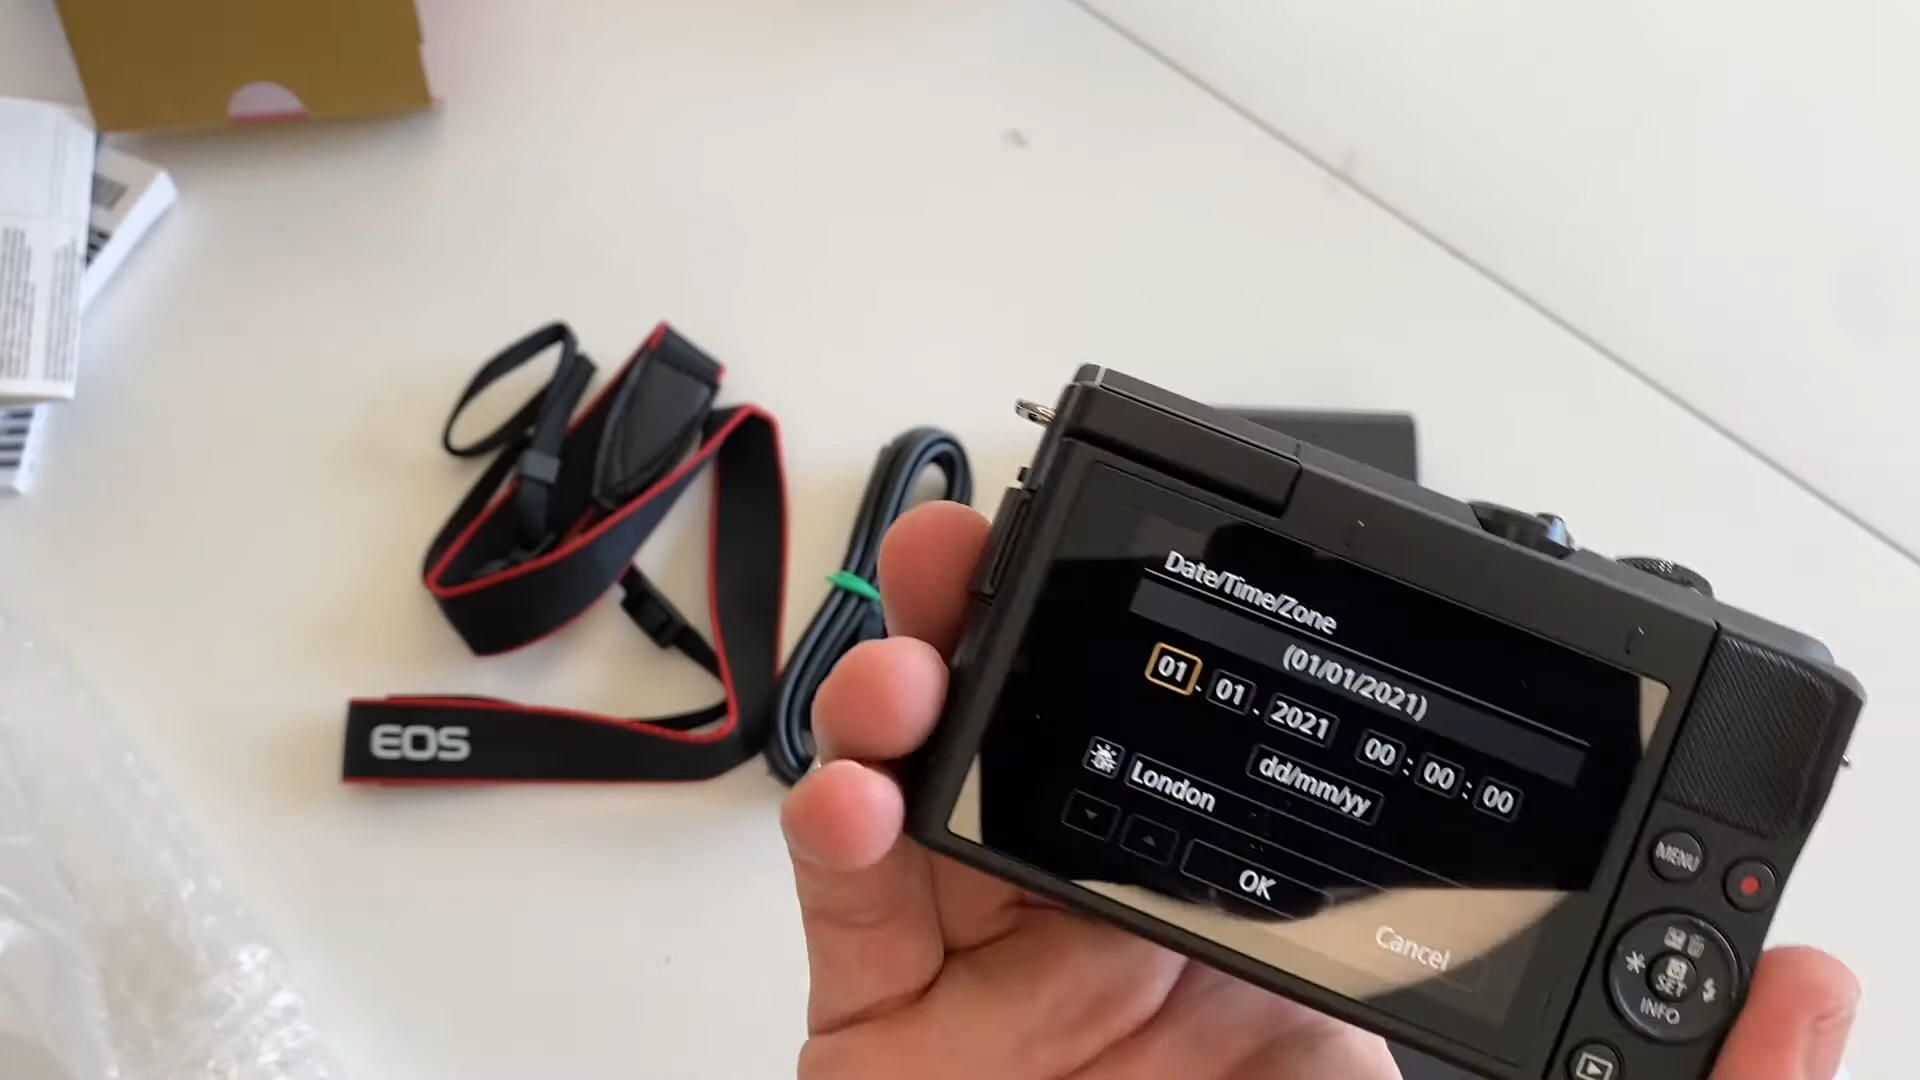 EOS
Date/Time/Zone
(01/01/2021)
01 . 01 . 2021 00 : 00 : 00
dd/mm/yy
London
OK
Cancel
MENU
SET
INFO